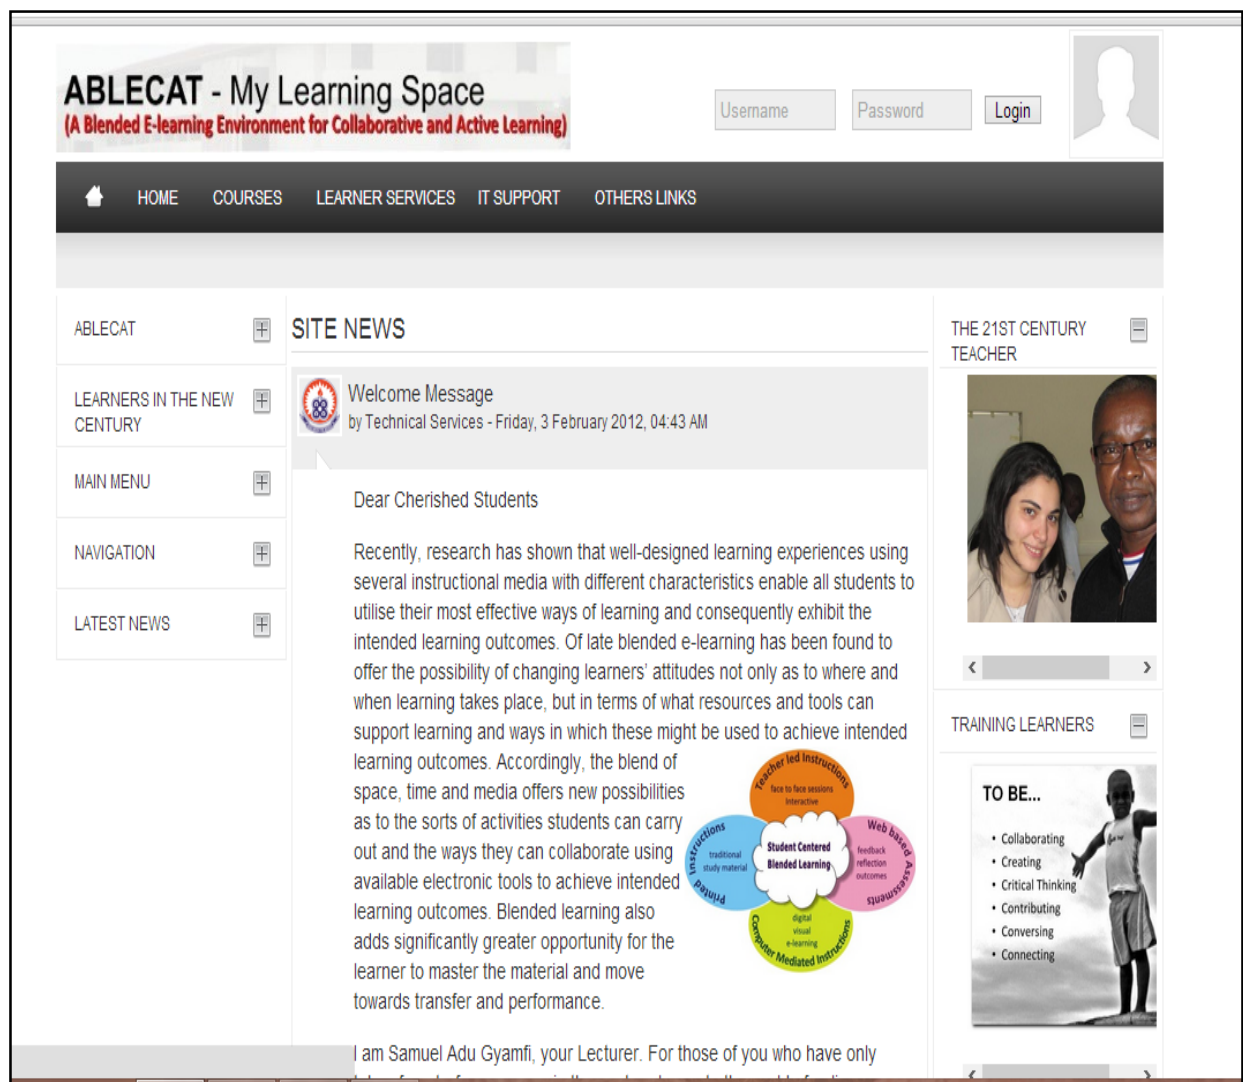 ABLECAT - My Learning Space
(A Blended E-learning Environment for Collaborative and Active Learning)
Username
Password
Login
HOME
COURSES
LEARNER SERVICES
IT SUPPORT
OTHERS LINKS
ABLECAT
LEARNERS IN THE NEW
CENTURY
MAIN MENU
NAVIGATION
LATEST NEWS
SITE NEWS
Welcome Message
by Technical Services - Friday, 3 February 2012, 04:43 AM
Dear Cherished Students
Recently, research has shown that well-designed learning experiences using
several instructional media with different characteristics enable all students to
utilise their most effective ways of learning and consequently exhibit the
intended learning outcomes. Of late blended e-learning has been found to
offer the possibility of changing learners' attitudes not only as to where and
when learning takes place, but in terms of what resources and tools can
support learning and ways in which these might be used to achieve intended
learning outcomes. Accordingly, the blend of
space, time and media offers new possibilities
as to the sorts of activities students can carry
out and the ways they can collaborate using
available electronic tools to achieve intended
learning outcomes. Blended learning also
adds significantly greater opportunity for the
learner to master the material and move
towards transfer and performance.
Teacher led Instructions
face to face sessions
Interactive
Printed Instructions
traditional
study material
Student Centered
Blended Learning
Web based Assessments
feedback
reflection
outcomes
digital
visual
e-learning
Computer Mediated Instructions
I am Samuel Adu Gyamfi, your Lecturer. For those of you who have only
THE 21ST CENTURY
TEACHER
TRAINING LEARNERS
TO BE...
• Collaborating
• Creating
• Critical Thinking
• Contributing
• Conversing
• Connecting